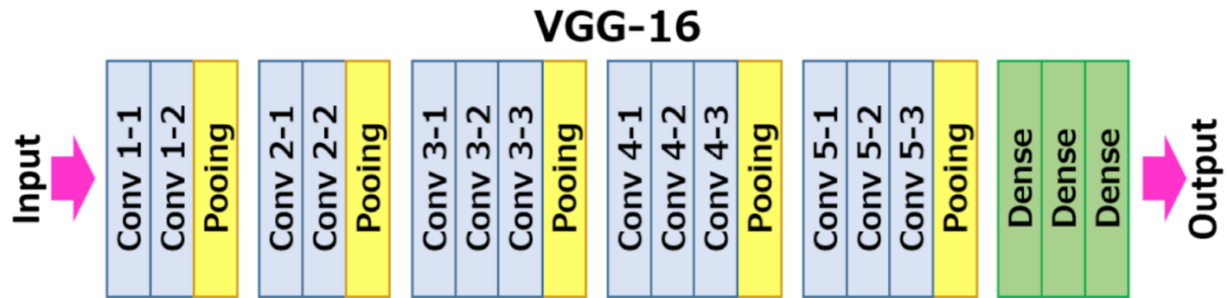 VGG-16
Input
Conv 1-1
Conv 1-2
Pooing
Conv 2-1
Conv 2-2
Pooing
Conv 3-1
Conv 3-2
Conv 3-3
Pooing
Conv 4-1
Conv 4-2
Conv 4-3
Pooing
Conv 5-1
Conv 5-2
Conv 5-3
Pooing
Dense
Dense
Dense
Output